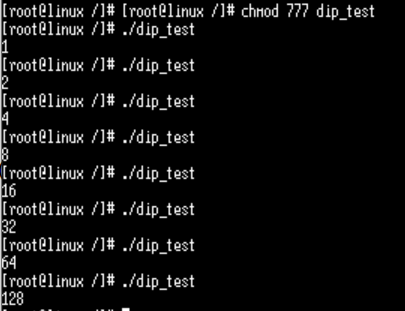 [root@linux /]# [root@linux /]# chmod 777 dip_test
[root@linux /]# ./dip_test
1
[root@linux /]# ./dip_test
2
[root@linux /]# ./dip_test
4
[root@linux /]# ./dip_test
8
[root@linux /]# ./dip_test
16
[root@linux /]# ./dip_test
32
[root@linux /]# ./dip_test
64
[root@linux /]# ./dip_test
128